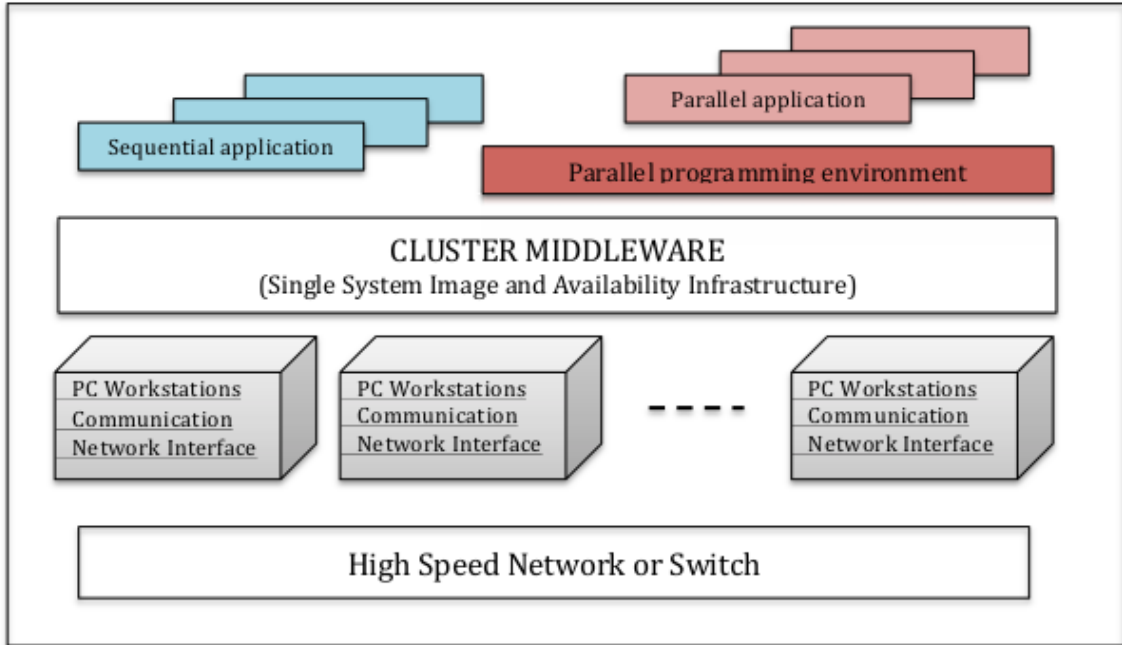 Parallel application
Sequential application
Parallel programming environment
CLUSTER MIDDLEWARE
(Single System Image and Availability Infrastructure)
PC Workstations
Communication
Network Interface
PC Workstations
Communication
Network Interface
PC Workstations
Communication
Network Interface
High Speed Network or Switch